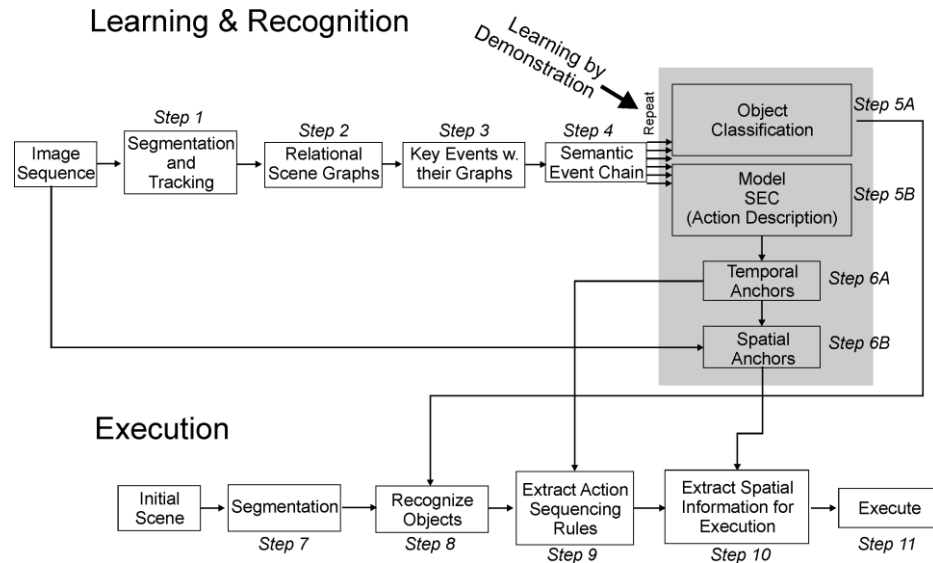 Learning & Recognition
Learning by
Demonstration
Repeat
Step 1
Step 2
Step 3
Step 4
Step 5A
Image
Sequence
Segmentation
and
Tracking
Relational
Scene Graphs
Key Events w.
their Graphs
Semantic
Event Chain
Object
Classification
Model
SEC
(Action Description)
Step 5B
Temporal
Anchors
Step 6A
Spatial
Anchors
Step 6B
Execution
Initial
Scene
Segmentation
Step 7
Recognize
Objects
Step 8
Extract Action
Sequencing
Rules
Step 9
Extract Spatial
Information for
Execution
Step 10
Execute
Step 11